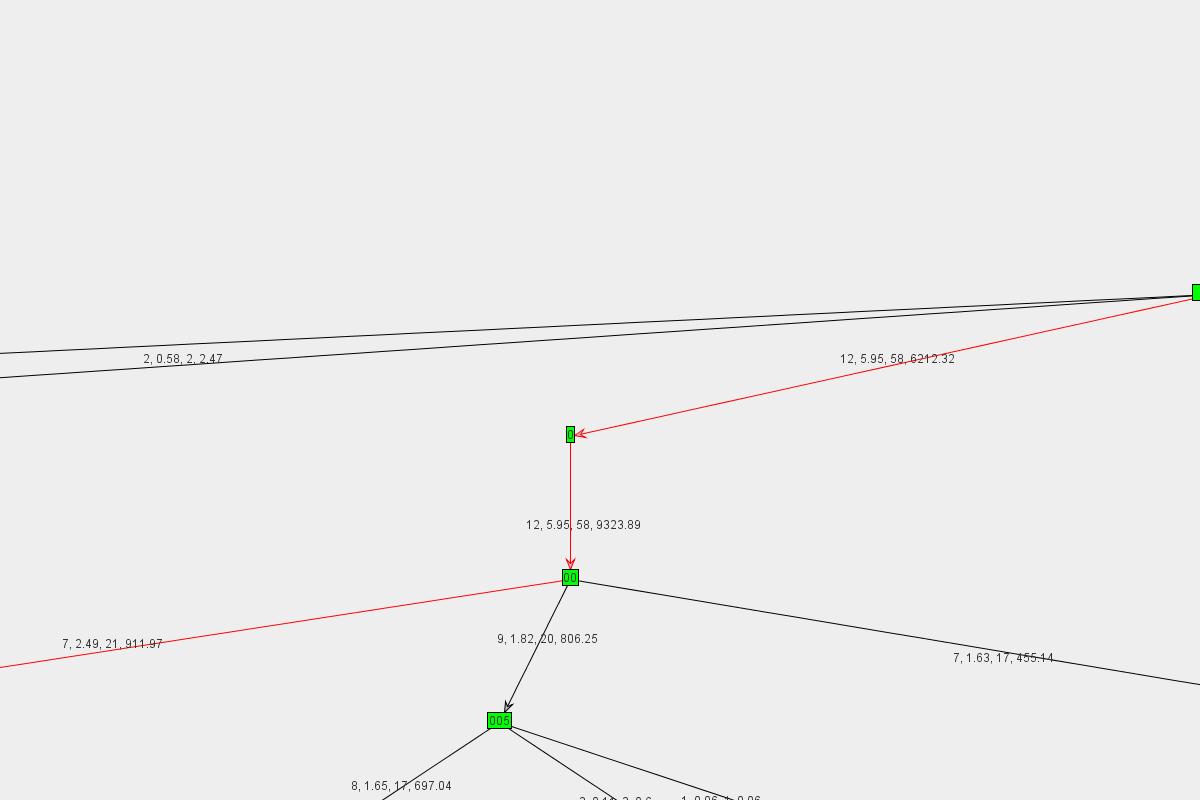 2, 0.58, 2, 2.47
12, 5.95, 58, 6212.32
0
12, 5.95, 58, 9323.89
00
9, 1.82, 20, 806.25
7, 2.49, 21, 911.97
7, 1.63, 17, 455.14
005
8, 1.65, 17, 697.04